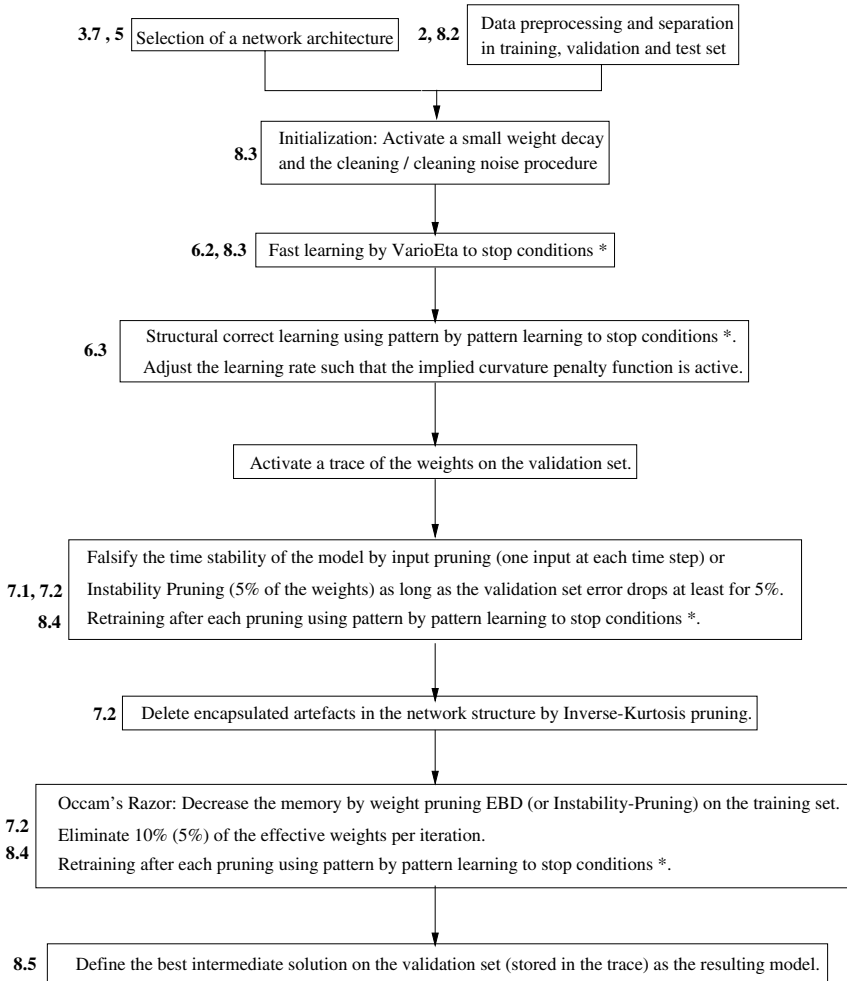 3.7 , 5 Selection of a network architecture
2, 8.2 Data preprocessing and separation
in training, validation and test set
8.3 Initialization: Activate a small weight decay
and the cleaning / cleaning noise procedure
6.2, 8.3 Fast learning by VarioEta to stop conditions *
6.3 Structural correct learning using pattern by pattern learning to stop conditions *.
Adjust the learning rate such that the implied curvature penalty function is active.
Activate a trace of the weights on the validation set.
Falsify the time stability of the model by input pruning (one input at each time step) or
7.1, 7.2 Instability Pruning (5% of the weights) as long as the validation set error drops at least for 5%.
8.4 Retraining after each pruning using pattern by pattern learning to stop conditions *.
7.2 Delete encapsulated artefacts in the network structure by Inverse-Kurtosis pruning.
Occam's Razor: Decrease the memory by weight pruning EBD (or Instability-Pruning) on the training set.
7.2 Eliminate 10% (5%) of the effective weights per iteration.
8.4 Retraining after each pruning using pattern by pattern learning to stop conditions *.
8.5 Define the best intermediate solution on the validation set (stored in the trace) as the resulting model.